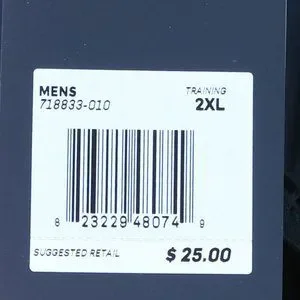 MENS TRAINING
718833-010 2XL
8 23229 48074 9
SUGGESTED RETAIL $ 25.00